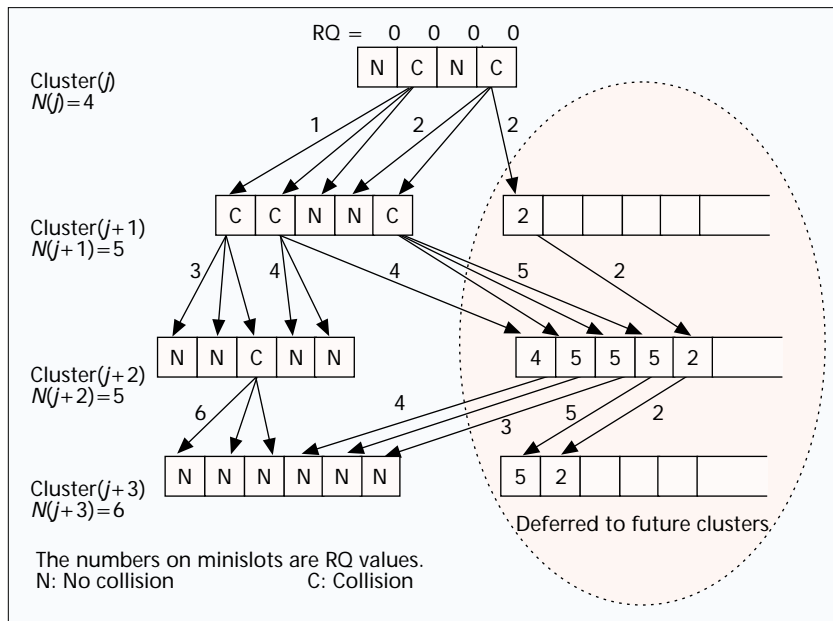 RQ = 0 0 0 0
N C N C
Cluster(j)
N(j)=4
1 2 2
C C N N C
2
Cluster(j+1)
N(j+1)=5
3 4 4 5 2
N N C N N
4 5 5 5 2
Cluster(j+2)
N(j+2)=5
6 4 3 5 2
N N N N N N
5 2
Cluster(j+3)
N(j+3)=6
Deferred to future clusters
The numbers on minislots are RQ values.
N: No collision C: Collision